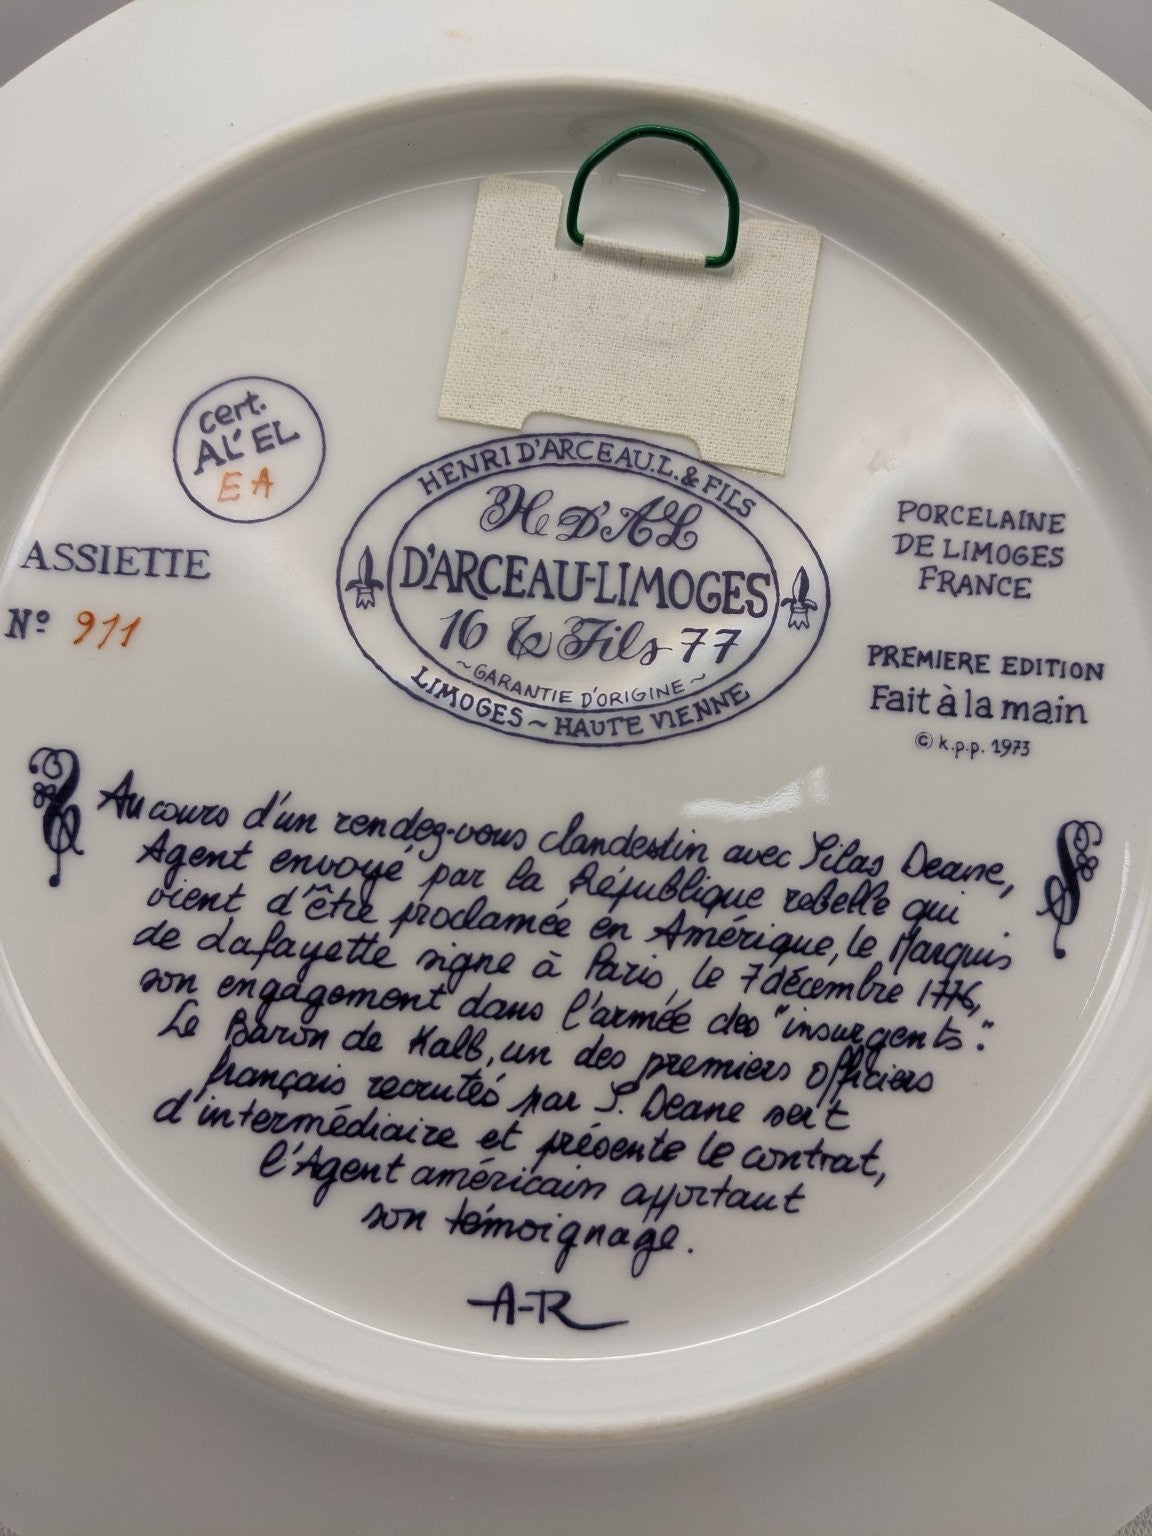 cert.
AL'EL
EA
ASSIETTE
Nº 911
HENRI D'ARCEAU.L.& FILS
H D'AL
D'ARCEAU-LIMOGES
16 & Fils 77
~GARANTIE D'ORIGINE~
LIMOGES ~ HAUTE VIENNE
PORCELAINE
DE LIMOGES
FRANCE
PREMIERE EDITION
Fait à la main
© k.p.p. 1973
Au cours d'un rendez-vous clandestin avec Silas Deane,
Agent envoyé par la République rebelle qui
vient d'être proclamée en Amérique, le Marquis
de Lafayette signe à Paris, le 7 décembre 1776,
son engagement dans l'armée des "insurgents".
Le Baron de Kalb, un des premiers officiers
français recrutés par S. Deane sert
d'intermédiaire et présente le contrat,
l'Agent américain apportant
son témoignage.
A-R